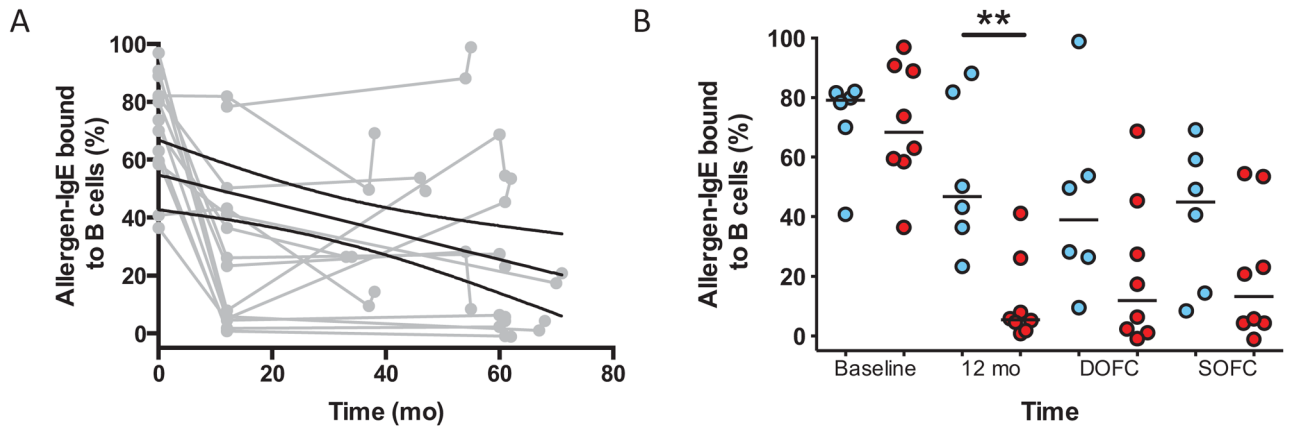 A
Allergen-IgE bound
to B cells (%)
100
80
60
40
20
0
0 20 40 60 80
Time (mo)
B
**
Allergen-IgE bound
to B cells (%)
100
80
60
40
20
0
Baseline 12 mo DOFC SOFC
Time